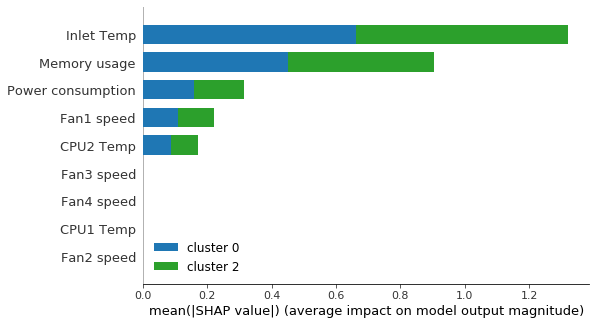 Inlet Temp
Memory usage
Power consumption
Fan1 speed
CPU2 Temp
Fan3 speed
Fan4 speed
CPU1 Temp
Fan2 speed
cluster 0
cluster 2
0.0 0.2 0.4 0.6 0.8 1.0 1.2
mean(|SHAP value|) (average impact on model output magnitude)